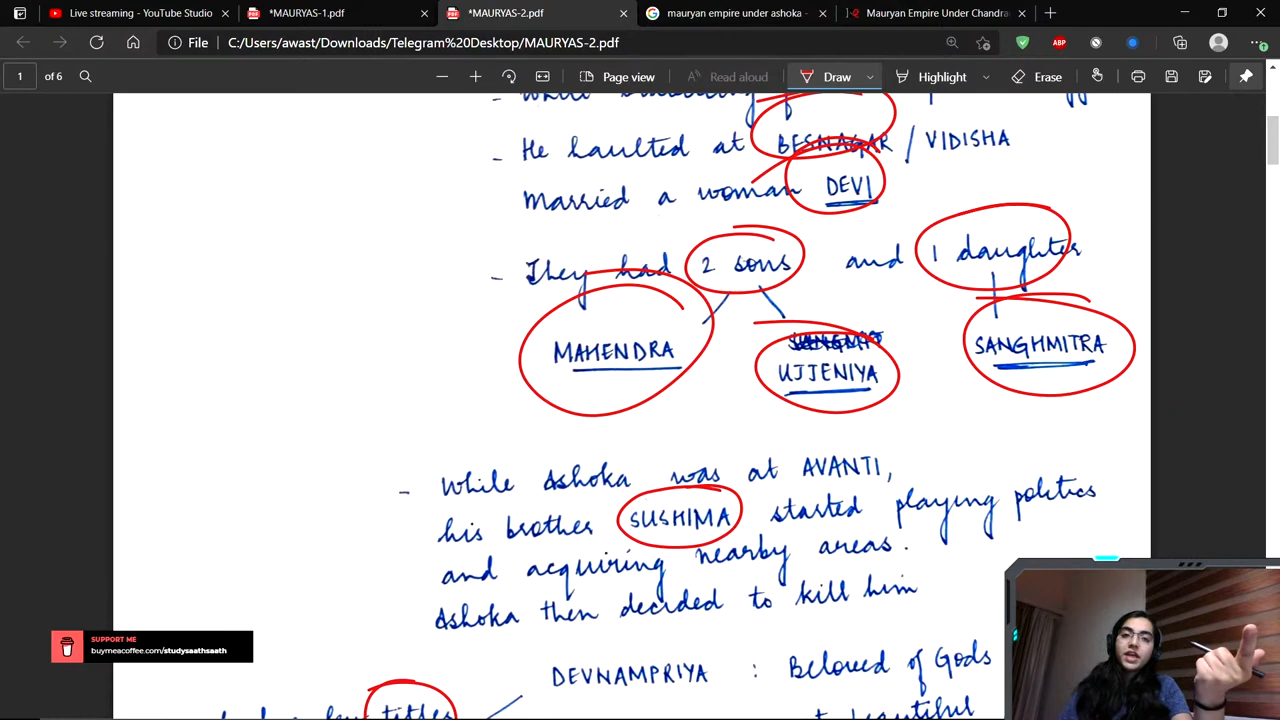 Live streaming - YouTube Studio
*MAURYAS-1.pdf
*MAURYAS-2.pdf
mauryan empire under ashoka -
Mauryan Empire Under Chandra
File
C:/Users/awast/Downloads/Telegram%20Desktop/MAURYAS-2.pdf
ABP
1
of 6
Page view
Read aloud
Draw
Highlight
Erase
- While
- He haulted at BESNAGAR / VIDISHA
Married a woman DEVI
- They had 2 sons and 1 daughter
MAHENDRA
UJJENIYA
SANGHMITRA
- While Ashoka was at AVANTI,
his brother SUSHIMA started playing politics
and acquiring nearby areas.
Ashoka then decided to kill him
DEVNAMPRIYA : Beloved of Gods
titles
beautiful
SUPPORT ME
buymeacoffee.com/studysaathsaath